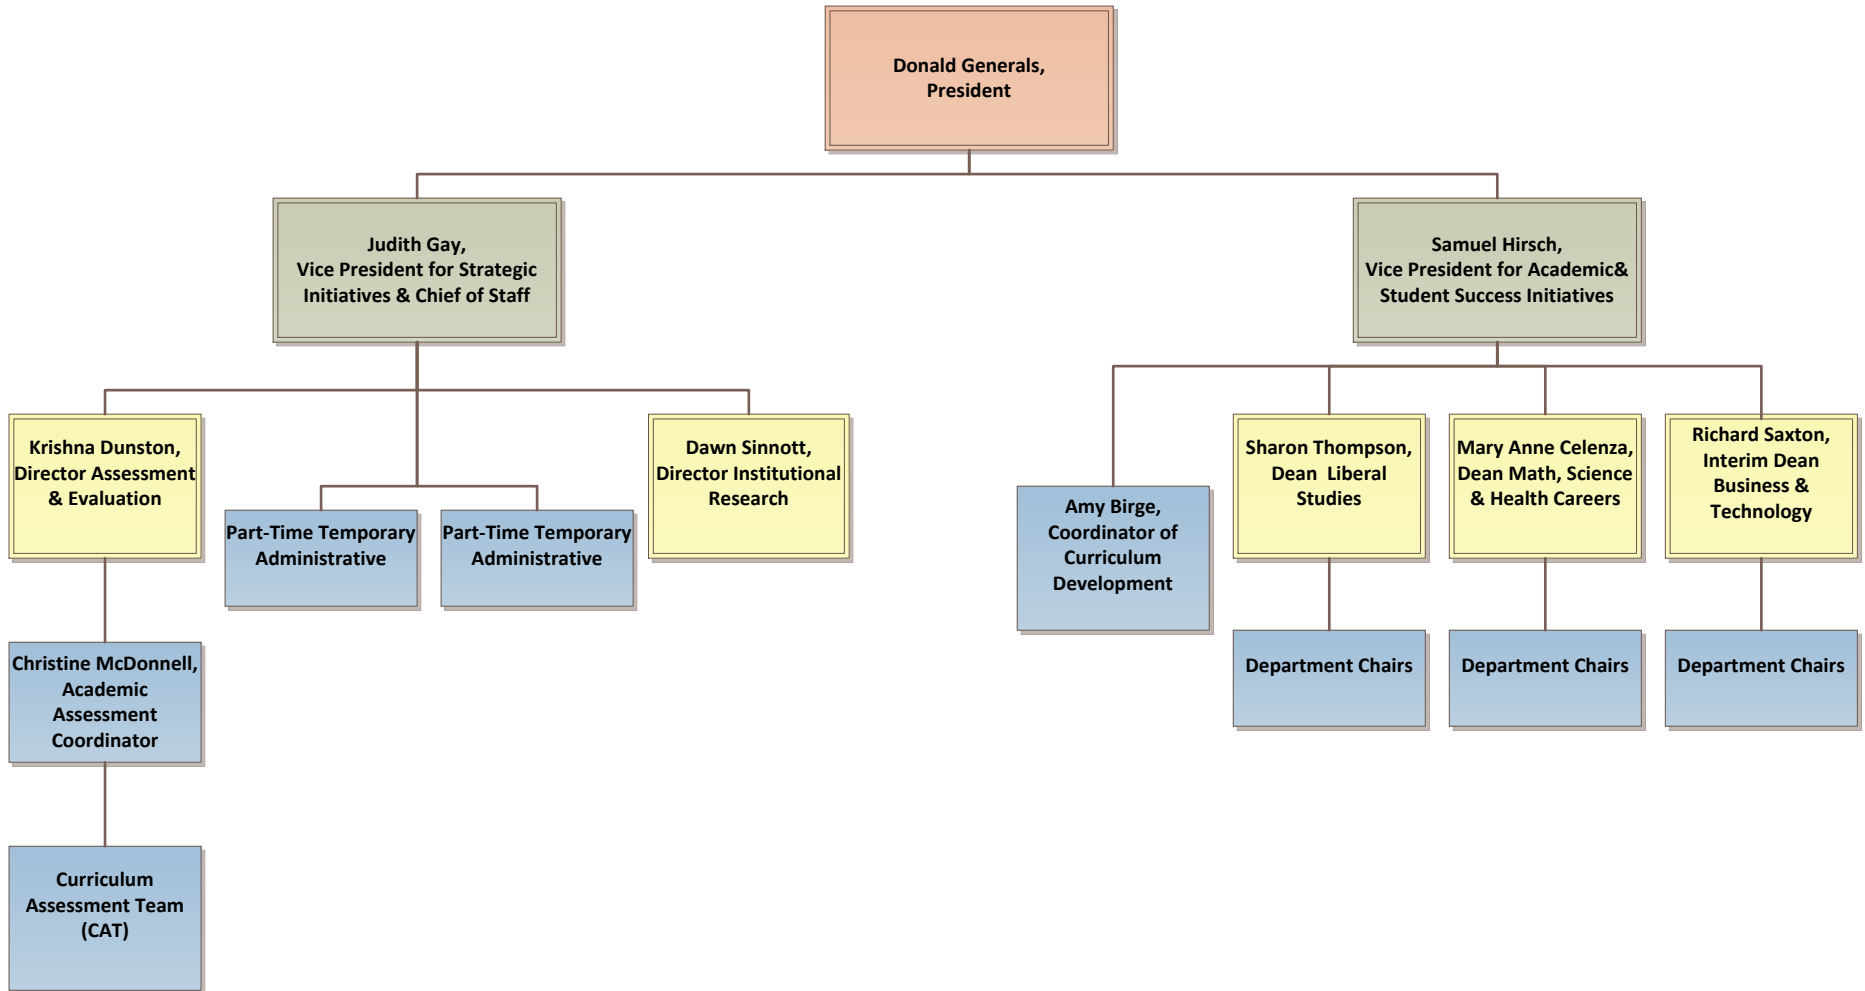 Donald Generals,
President
Judith Gay,
Vice President for Strategic
Initiatives & Chief of Staff
Samuel Hirsch,
Vice President for Academic&
Student Success Initiatives
Krishna Dunston,
Director Assessment
& Evaluation
Part-Time Temporary
Administrative
Part-Time Temporary
Administrative
Dawn Sinnott,
Director Institutional
Research
Amy Birge,
Coordinator of
Curriculum
Development
Sharon Thompson,
Dean  Liberal
Studies
Mary Anne Celenza,
Dean Math, Science
& Health Careers
Richard Saxton,
Interim Dean
Business &
Technology
Christine McDonnell,
Academic
Assessment
Coordinator
Department Chairs
Department Chairs
Department Chairs
Curriculum
Assessment Team
(CAT)